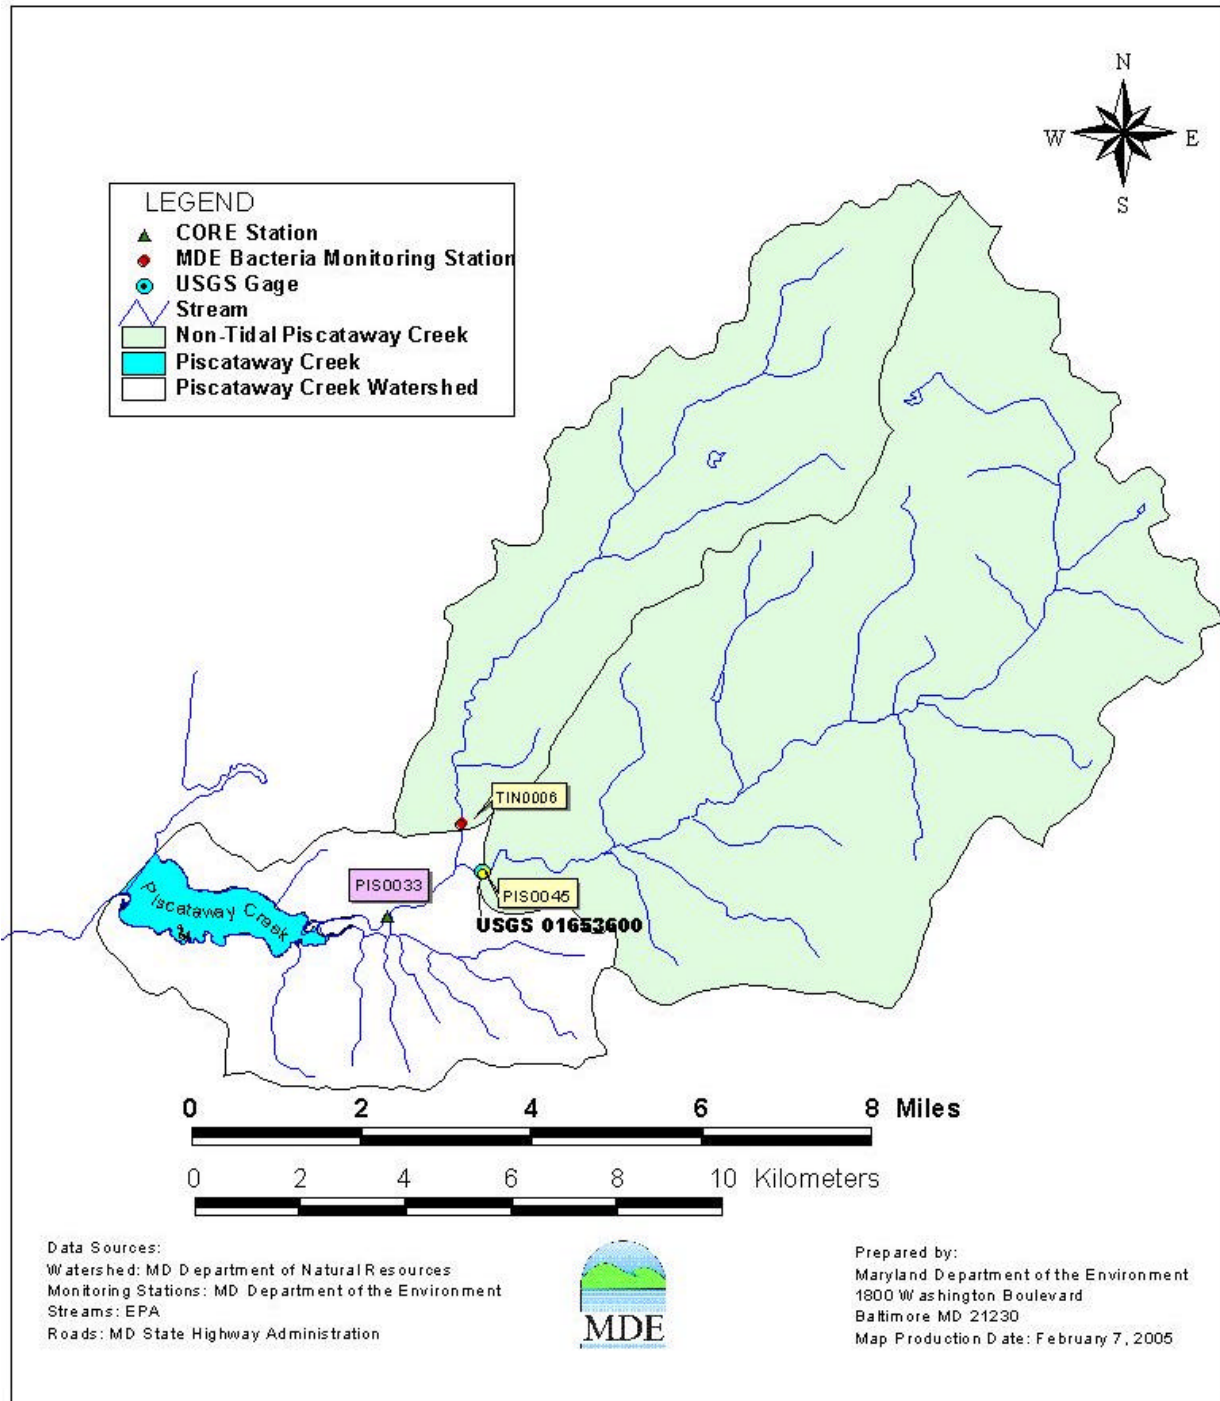 N
W E
S
LEGEND
CORE Station
MDE Bacteria Monitoring Station
USGS Gage
Stream
Non-Tidal Piscataway Creek
Piscataway Creek
Piscataway Creek Watershed
TIN0006
PIS0033
PIS0045
Piscataway Creek
USGS 01653600
0 2 4 6 8 Miles
0 2 4 6 8 10 Kilometers
Data Sources:
Watershed: MD Department of Natural Resources
Monitoring Stations: MD Department of the Environment
Streams: EPA
Roads: MD State Highway Administration
MDE
Prepared by:
Maryland Department of the Environment
1800 Washington Boulevard
Baltimore MD 21230
Map Production Date: February 7, 2005